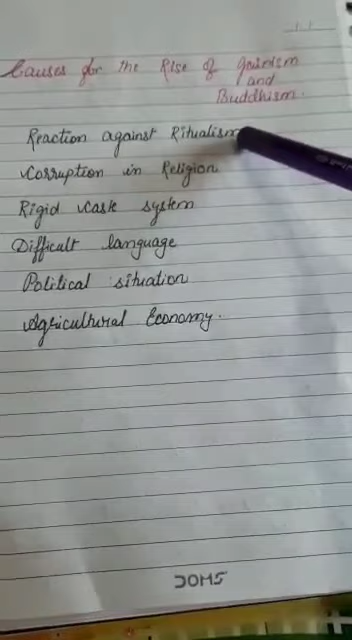 Causes for the Rise of Jainism
and
Buddhism.
Reaction against Ritualism
Corruption in Religion
Rigid Caste system
Difficult language
Political situation
Agricultural Economy.
DOMS